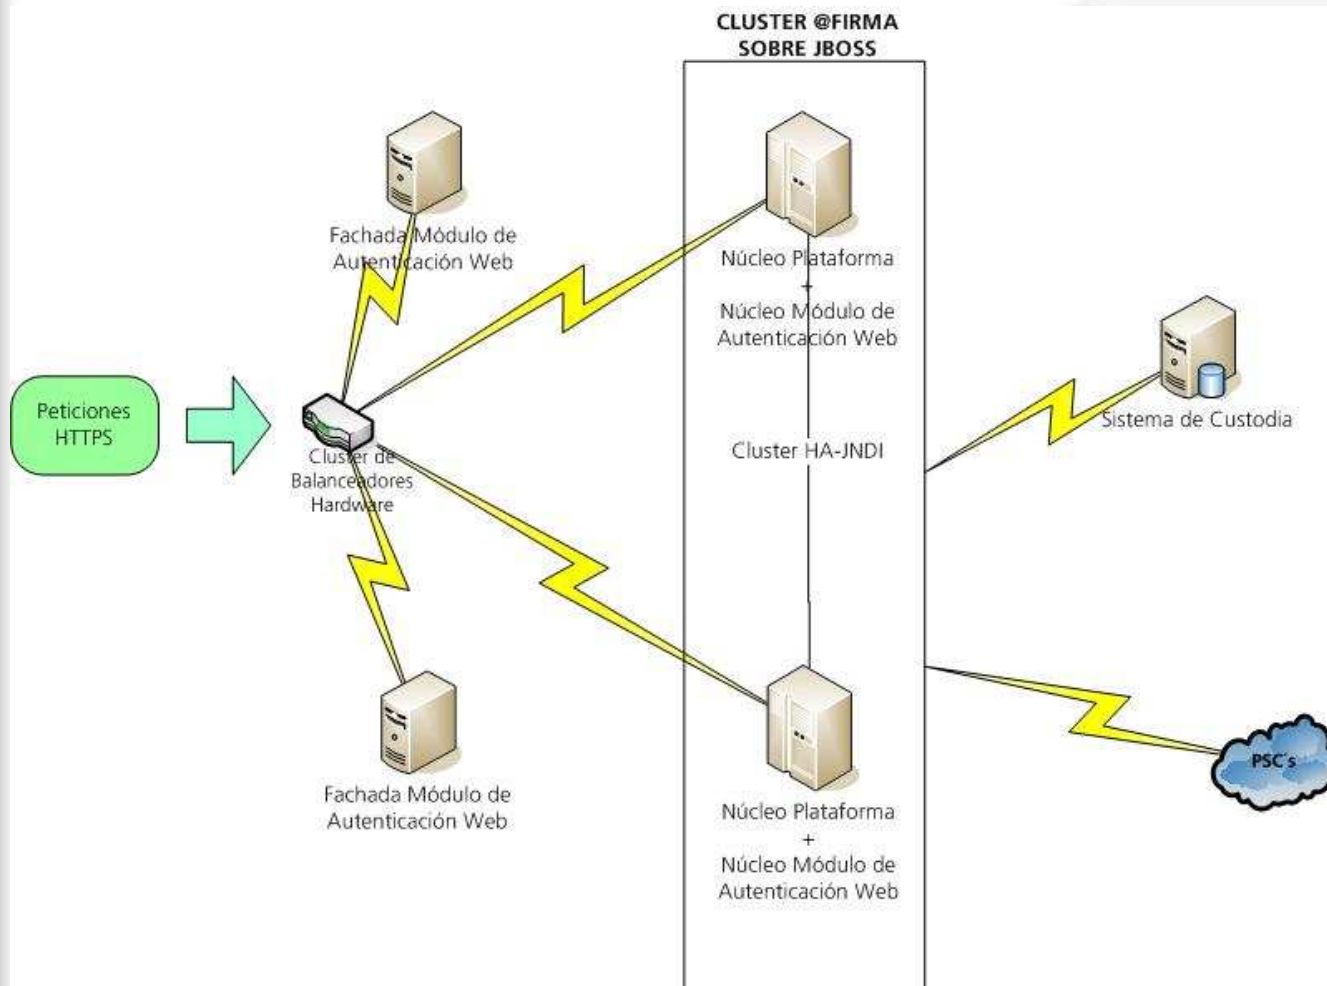 CLUSTER @FIRMA
SOBRE JBOSS
Fachada Módulo de
Autenticación Web
Núcleo Plataforma
+
Núcleo Módulo de
Autenticación Web
Peticiones
HTTPS
Cluster de
Balanceadores
Hardware
Cluster HA-JNDI
Sistema de Custodia
PSC´s
Fachada Módulo de
Autenticación Web
Núcleo Plataforma
+
Núcleo Módulo de
Autenticación Web